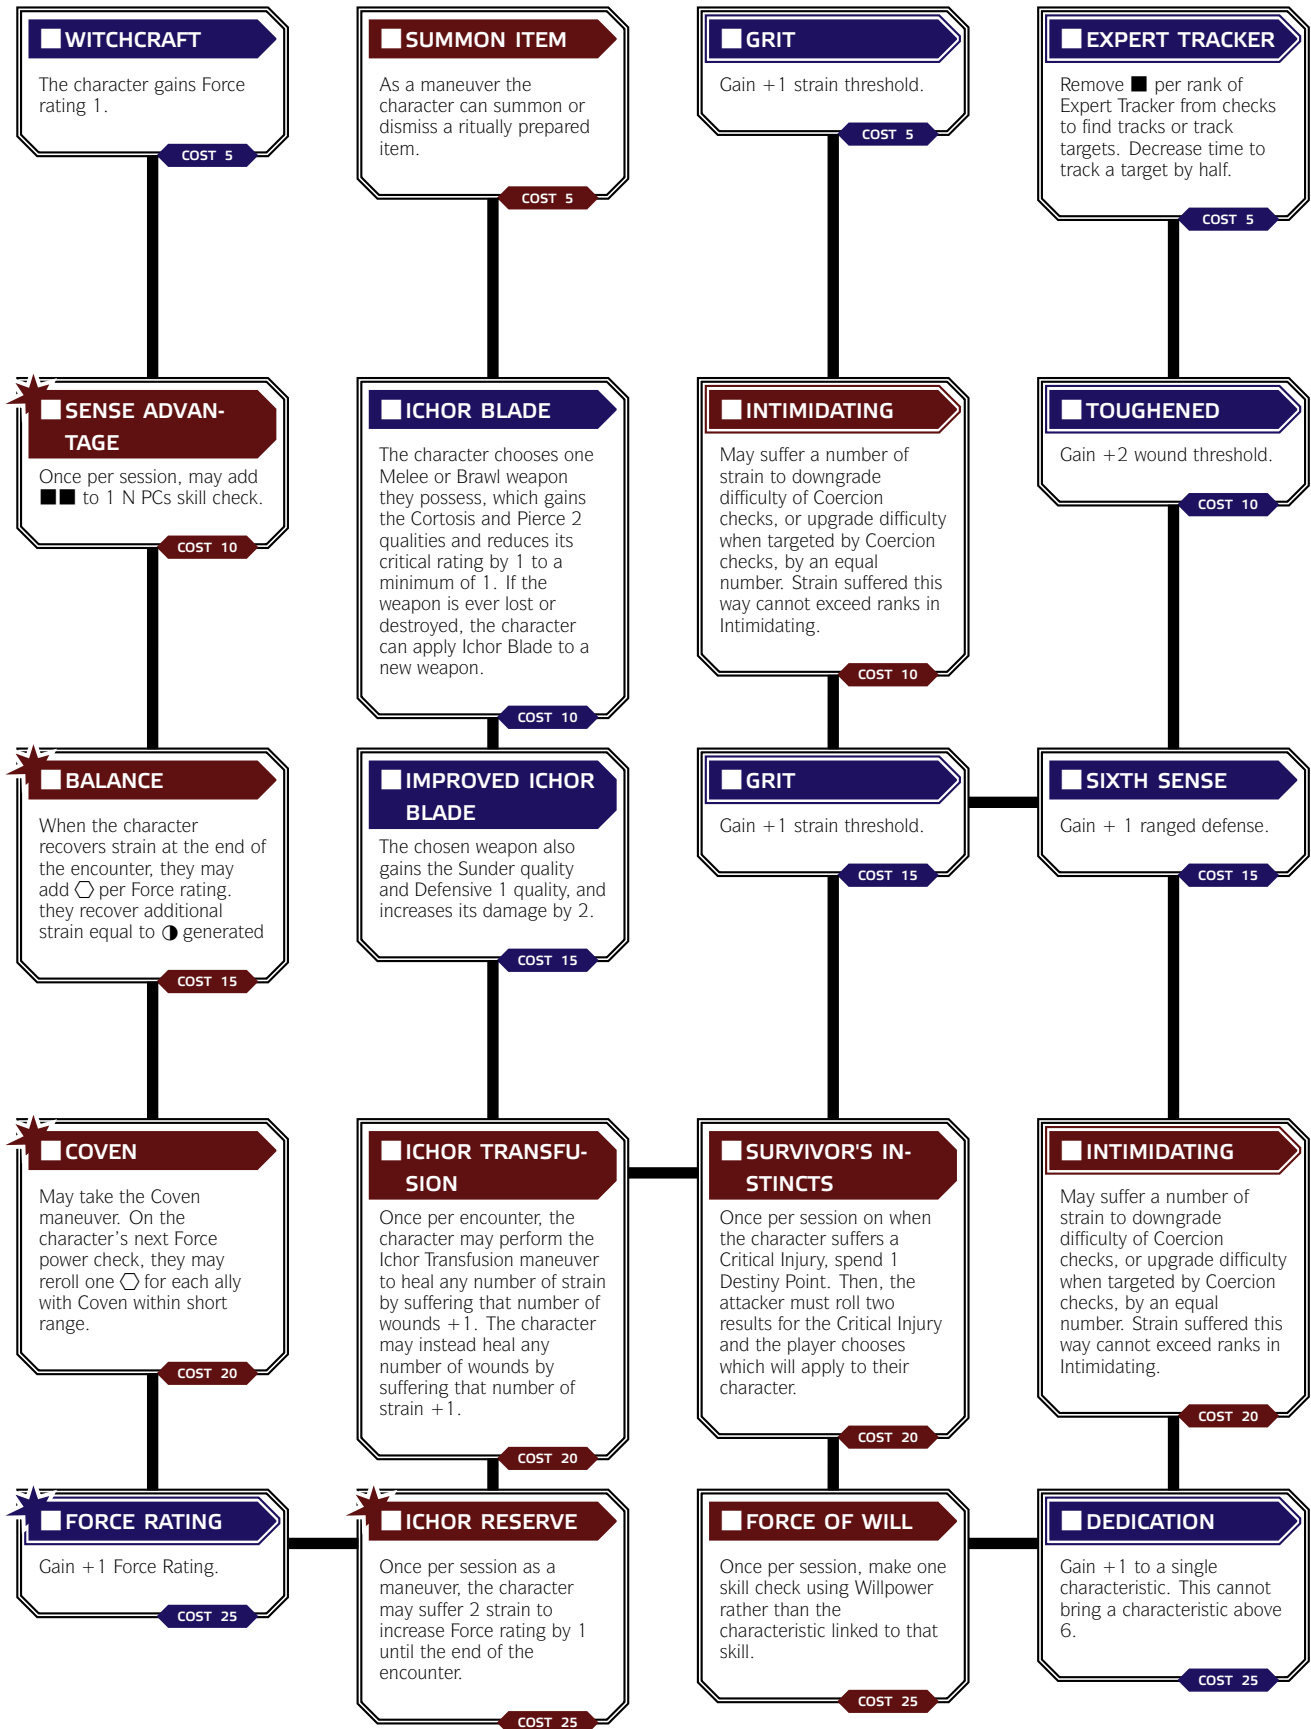 WITCHCRAFT
The character gains Force
rating 1.
COST 5
SUMMON ITEM
As a maneuver the
character can summon or
dismiss a ritually prepared
item.
COST 5
GRIT
Gain +1 strain threshold.
COST 5
EXPERT TRACKER
Remove ■ per rank of
Expert Tracker from checks
to find tracks or track
targets. Decrease time to
track a target by half.
COST 5
SENSE ADVAN-
TAGE
Once per session, may add
■■ to 1 N PCs skill check.
COST 10
ICHOR BLADE
The character chooses one
Melee or Brawl weapon
they possess, which gains
the Cortosis and Pierce 2
qualities and reduces its
critical rating by 1 to a
minimum of 1. If the
weapon is ever lost or
destroyed, the character
can apply Ichor Blade to a
new weapon.
COST 10
INTIMIDATING
May suffer a number of
strain to downgrade
difficulty of Coercion
checks, or upgrade difficulty
when targeted by Coercion
checks, by an equal
number. Strain suffered this
way cannot exceed ranks in
Intimidating.
COST 10
TOUGHENED
Gain +2 wound threshold.
COST 10
BALANCE
When the character
recovers strain at the end of
the encounter, they may
add ⬡ per Force rating.
they recover additional
strain equal to ◑ generated
COST 15
IMPROVED ICHOR
BLADE
The chosen weapon also
gains the Sunder quality
and Defensive 1 quality, and
increases its damage by 2.
COST 15
GRIT
Gain +1 strain threshold.
COST 15
SIXTH SENSE
Gain + 1 ranged defense.
COST 15
COVEN
May take the Coven
maneuver. On the
character's next Force
power check, they may
reroll one ⬡ for each ally
with Coven within short
range.
COST 20
ICHOR TRANSFU-
SION
Once per encounter, the
character may perform the
Ichor Transfusion maneuver
to heal any number of strain
by suffering that number of
wounds +1. The character
may instead heal any
number of wounds by
suffering that number of
strain +1.
COST 20
SURVIVOR'S IN-
STINCTS
Once per session on when
the character suffers a
Critical Injury, spend 1
Destiny Point. Then, the
attacker must roll two
results for the Critical Injury
and the player chooses
which will apply to their
character.
COST 20
INTIMIDATING
May suffer a number of
strain to downgrade
difficulty of Coercion
checks, or upgrade difficulty
when targeted by Coercion
checks, by an equal
number. Strain suffered this
way cannot exceed ranks in
Intimidating.
COST 20
FORCE RATING
Gain +1 Force Rating.
COST 25
ICHOR RESERVE
Once per session as a
maneuver, the character
may suffer 2 strain to
increase Force rating by 1
until the end of the
encounter.
COST 25
FORCE OF WILL
Once per session, make one
skill check using Willpower
rather than the
characteristic linked to that
skill.
COST 25
DEDICATION
Gain +1 to a single
characteristic. This cannot
bring a characteristic above
6.
COST 25